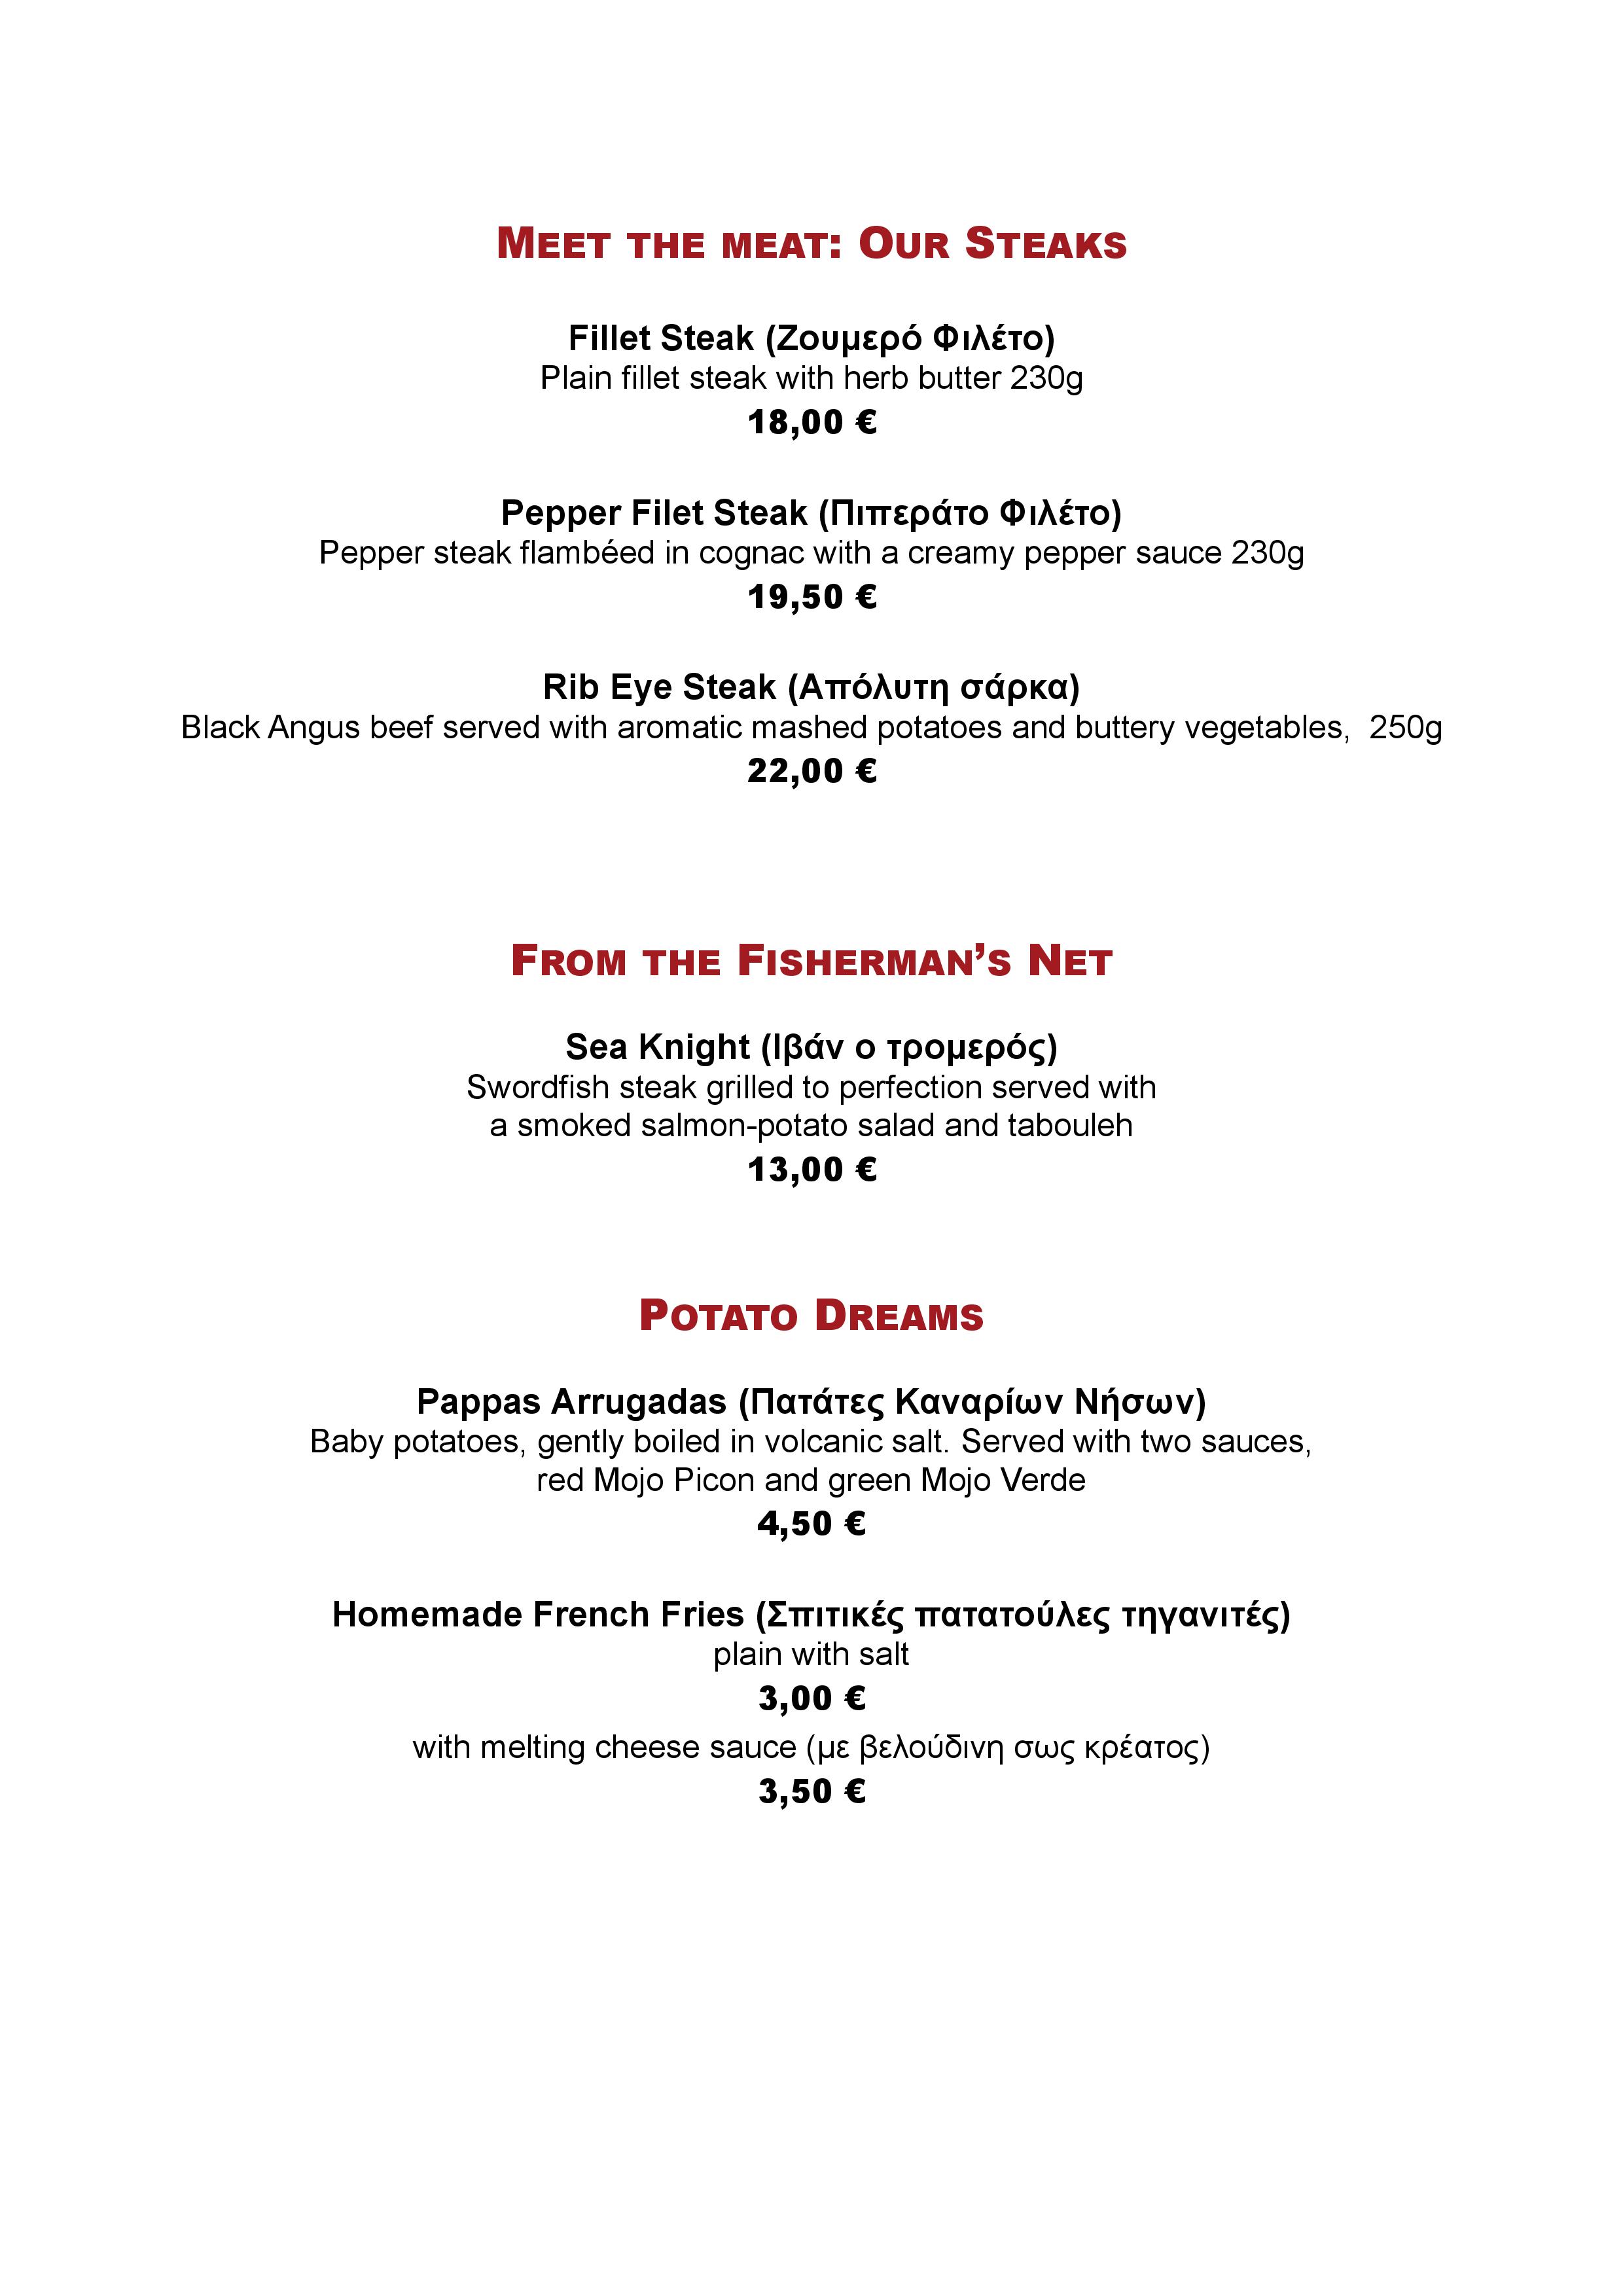 MEET THE MEAT: OUR STEAKS
Fillet Steak (Ζουμερό Φιλέτο)
Plain fillet steak with herb butter 230g
18,00 €
Pepper Filet Steak (Πιπεράτο Φιλέτο)
Pepper steak flambéed in cognac with a creamy pepper sauce 230g
19,50 €
Rib Eye Steak (Απόλυτη σάρκα)
Black Angus beef served with aromatic mashed potatoes and buttery vegetables,  250g
22,00 €
FROM THE FISHERMAN’S NET
Sea Knight (Ιβάν ο τρομερός)
Swordfish steak grilled to perfection served with
a smoked salmon-potato salad and tabouleh
13,00 €
POTATO DREAMS
Pappas Arrugadas (Πατάτες Καναρίων Νήσων)
Baby potatoes, gently boiled in volcanic salt. Served with two sauces,
red Mojo Picon and green Mojo Verde
4,50 €
Homemade French Fries (Σπιτικές πατατούλες τηγανιτές)
plain with salt
3,00 €
with melting cheese sauce (με βελούδινη σως κρέατος)
3,50 €